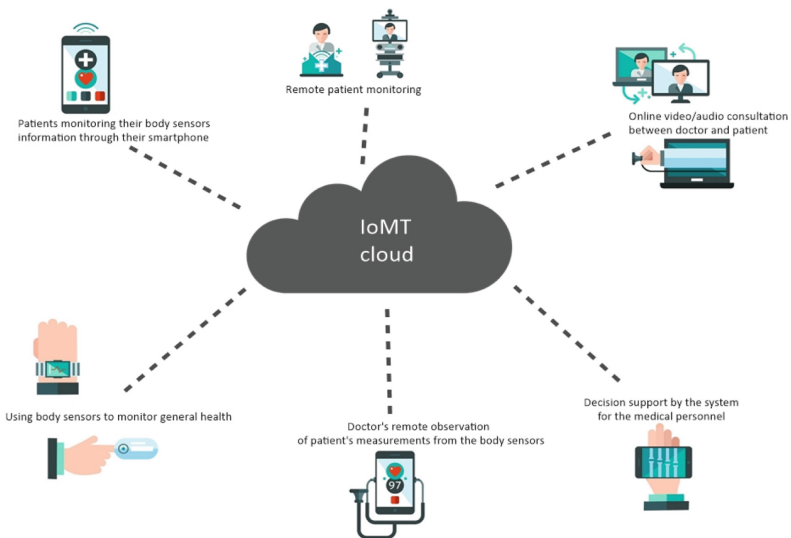 Remote patient monitoring
Patients monitoring their body sensors
information through their smartphone
Online video/audio consultation
between doctor and patient
IoMT
cloud
Using body sensors to monitor general health
Doctor's remote observation
of patient's measurements from the body sensors
97
Decision support by the system
for the medical personnel